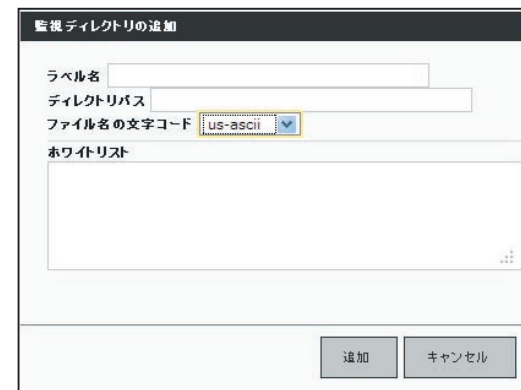 監視ディレクトリの追加
ラベル名
ディレクトリパス
ファイル名の文字コード us-ascii
ホワイトリスト
追加 キャンセル